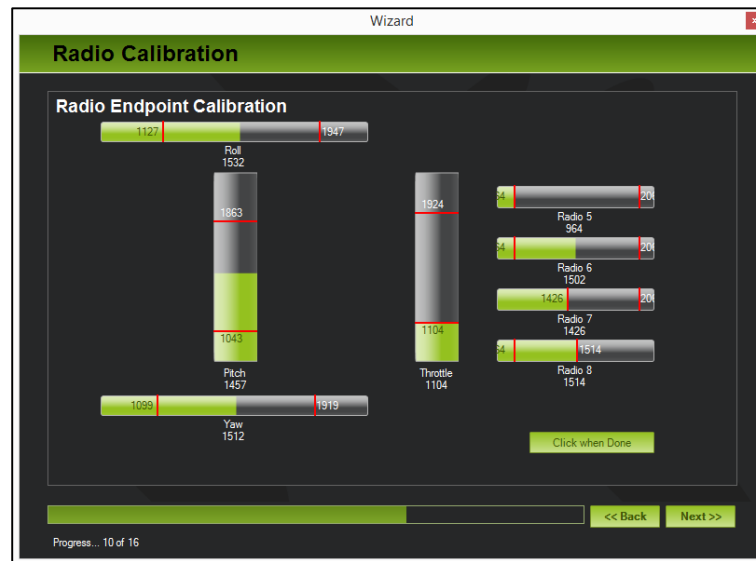 Wizard
x
Radio Calibration
Radio Endpoint Calibration
1127 1947
Roll
1532
1863
1043
Pitch
1457
1924
1104
Throttle
1104
Radio 5
964
Radio 6
1502
1426
Radio 7
1426
1514
Radio 8
1514
1099 1919
Yaw
1512
Click when Done
<< Back Next >>
Progress... 10 of 16